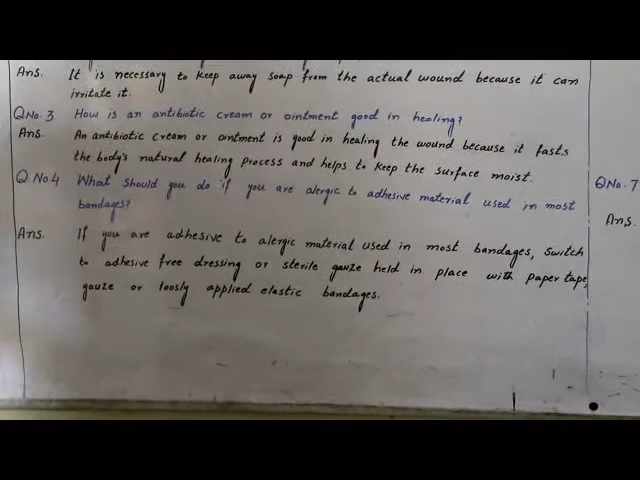 Ans. It is necessary to keep away soap from the actual wound because it can
irritate it.
QNo.3 How is an antibiotic cream or ointment good in healing?
Ans. An antibiotic cream or ointment is good in healing the wound because it fasts
the body's natural healing process and helps to keep the surface moist.
Q.No.4 What should you do if you are alergic to adhesive material used in most
bandages?
Ans. If you are adhesive to alergic material used in most bandages, switch
to adhesive free dressing or sterile gauze held in place with paper tape,
gauze or loosly applied elastic bandages.
QNo.7
Ans.